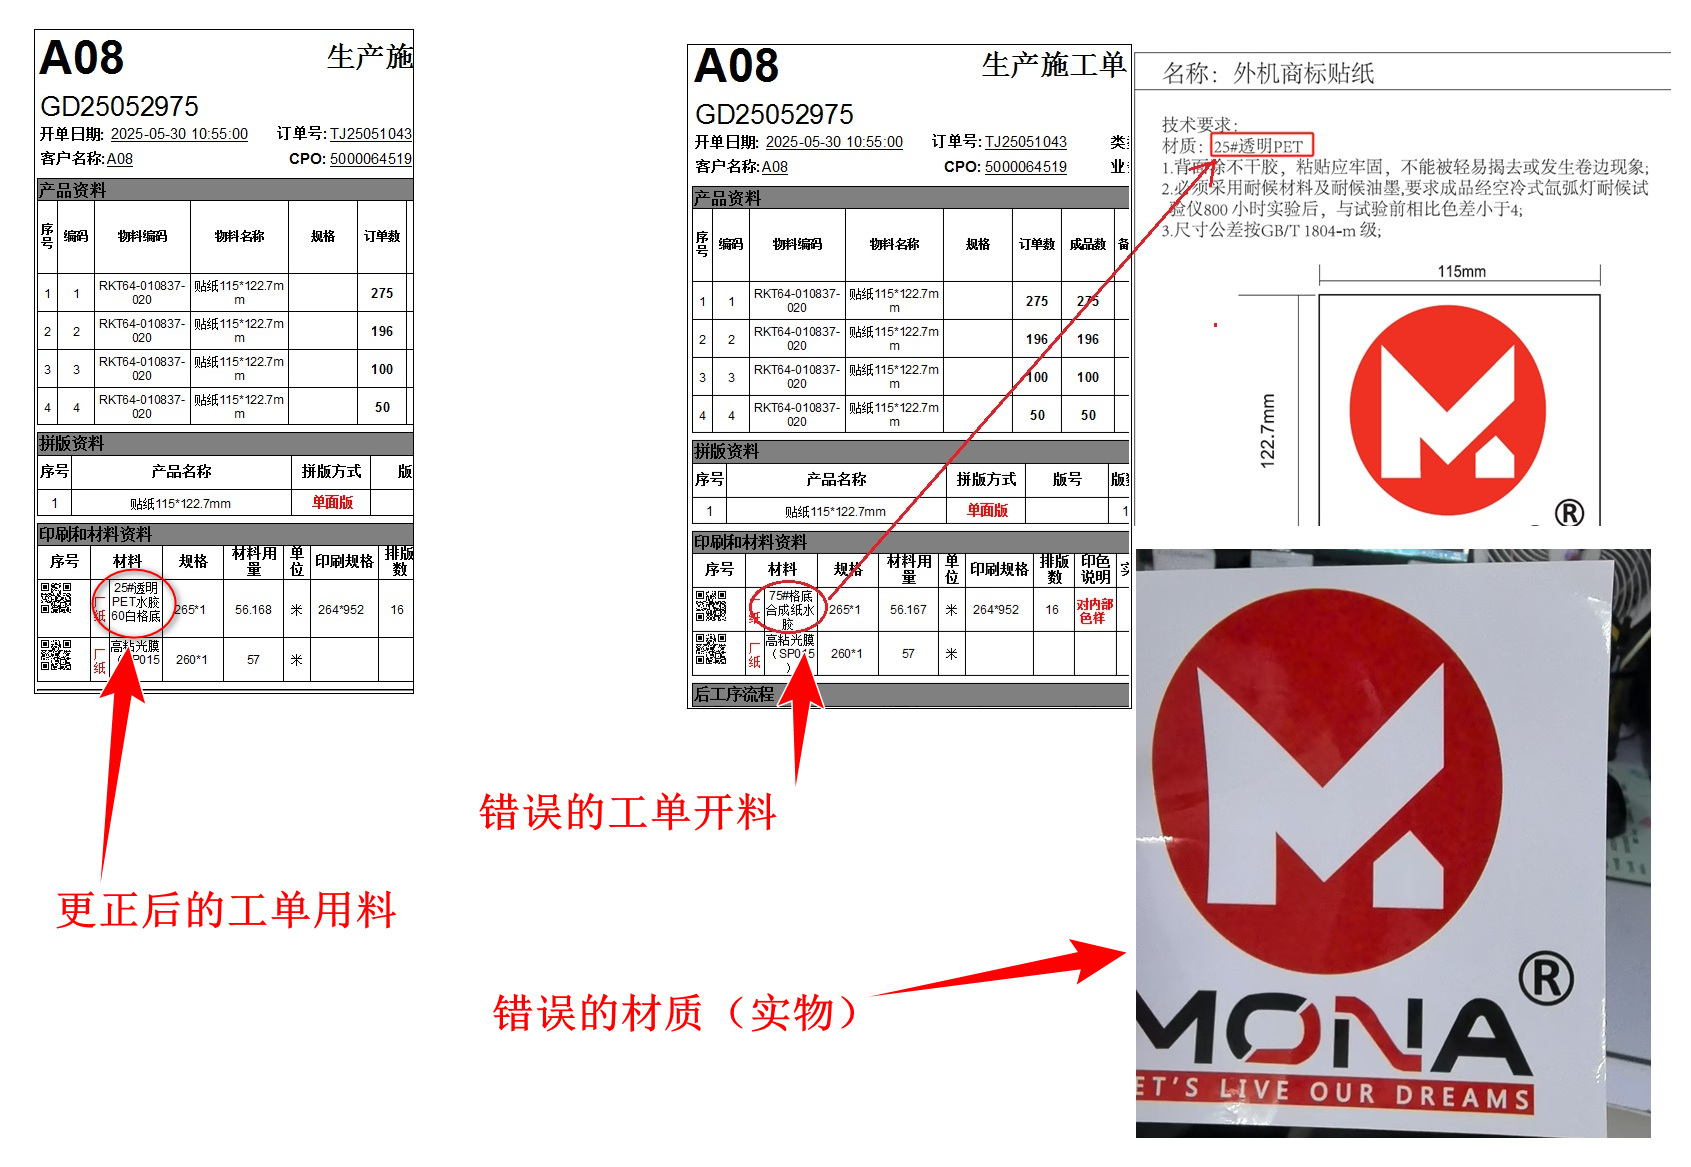 A08
生产施
GD25052975
开单日期: 2025-05-30 10:55:00 订单号: TJ25051043
客户名称:A08 CPO: 5000064519
产品资料
序号 编码 物料编码 物料名称 规格 订单数
1 1 RKT64-010837-020 贴纸115*122.7mm 275
2 2 RKT64-010837-020 贴纸115*122.7mm 196
3 3 RKT64-010837-020 贴纸115*122.7mm 100
4 4 RKT64-010837-020 贴纸115*122.7mm 50
拼版资料
序号 产品名称 拼版方式 版
1 贴纸115*122.7mm 单面版
印刷和材料资料
序号 材料 规格 材料用量 单位 印刷规格 排版数
厂纸 25#透明PET水胶60白格底 265*1 56.168 米 264*952 16
厂纸 高粘光膜（SP015 260*1 57 米
更正后的工单用料
A08
生产施工单
GD25052975
开单日期: 2025-05-30 10:55:00 订单号: TJ25051043 类
客户名称:A08 CPO: 5000064519 业
产品资料
序号 编码 物料编码 物料名称 规格 订单数 成品数 备
1 1 RKT64-010837-020 贴纸115*122.7mm 275 275
2 2 RKT64-010837-020 贴纸115*122.7mm 196 196
3 3 RKT64-010837-020 贴纸115*122.7mm 100 100
4 4 RKT64-010837-020 贴纸115*122.7mm 50 50
拼版资料
序号 产品名称 拼版方式 版号 版
1 贴纸115*122.7mm 单面版 1
印刷和材料资料
序号 材料 规格 材料用量 单位 印刷规格 排版数 印色说明
纸 75#格底合成纸水胶 265*1 56.167 米 264*952 16 对内部色样
厂纸 高粘光膜（SP015） 260*1 57 米
后工序流程
错误的工单开料
错误的材质（实物）
名称：外机商标贴纸
技术要求：
材质：25#透明PET
1.背面涂不干胶，粘贴应牢固，不能被轻易揭去或发生卷边现象;
2.必须采用耐候材料及耐候油墨,要求成品经空冷式氙弧灯耐候试
验仪800 小时实验后，与试验前相比色差小于4;
3.尺寸公差按GB/T 1804-m 级;
115mm
122.7mm
®
®
MONA
ET'S LIVE OUR DREAMS